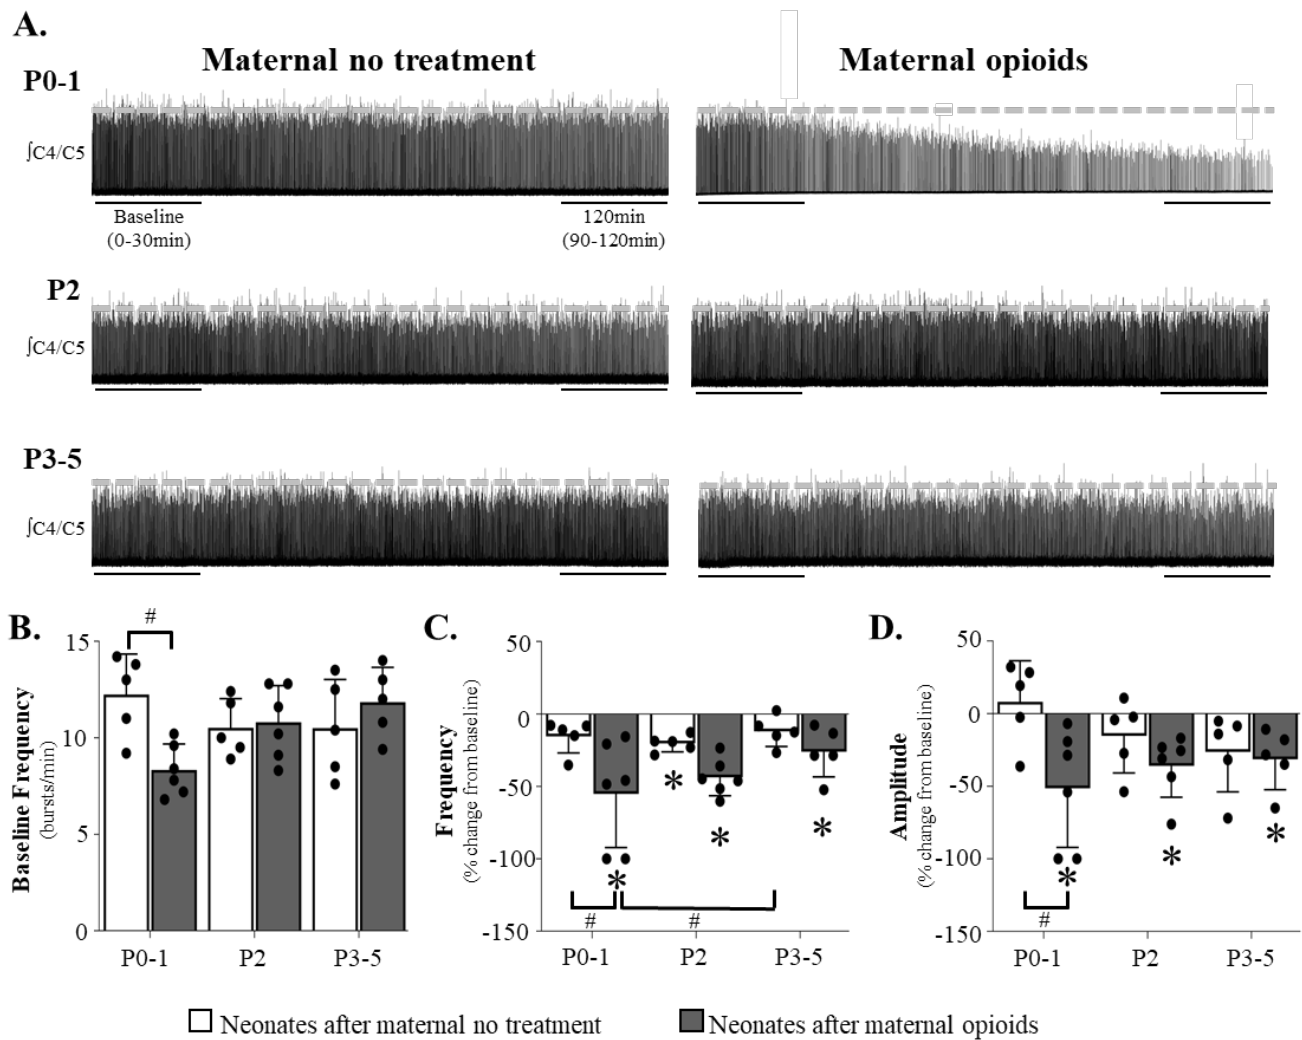 A.
Maternal no treatment
Maternal opioids
P0-1
∫C4/C5
Baseline
(0-30min)
120min
(90-120min)
P2
∫C4/C5
P3-5
∫C4/C5
B.
#
Baseline Frequency
(bursts/min)
15
10
5
0
P0-1
P2
P3-5
C.
Frequency
(% change from baseline)
50
0
-50
-100
-150
*
*
*
*
#
#
P0-1
P2
P3-5
D.
Amplitude
(% change from baseline)
50
0
-50
-100
-150
*
*
*
#
P0-1
P2
P3-5
Neonates after maternal no treatment
Neonates after maternal opioids